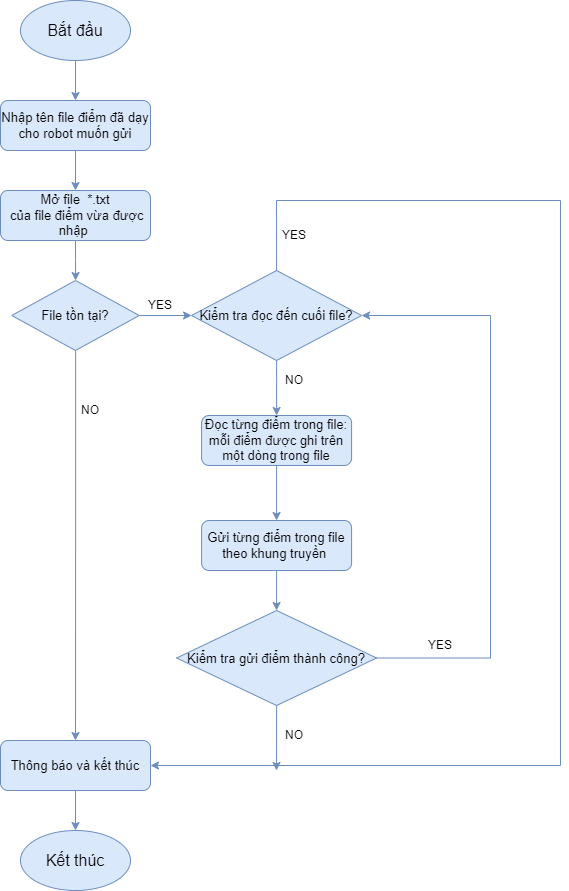 Bắt đầu
Nhập tên file điểm đã dạy
cho robot muốn gửi
Mở file *.txt
của file điểm vừa được
nhập
File tồn tại?
YES
NO
Kiểm tra đọc đến cuối file?
YES
NO
Đọc từng điểm trong file:
mỗi điểm được ghi trên
một dòng trong file
Gửi từng điểm trong file
theo khung truyền
Kiểm tra gửi điểm thành công?
YES
NO
Thông báo và kết thúc
Kết thúc